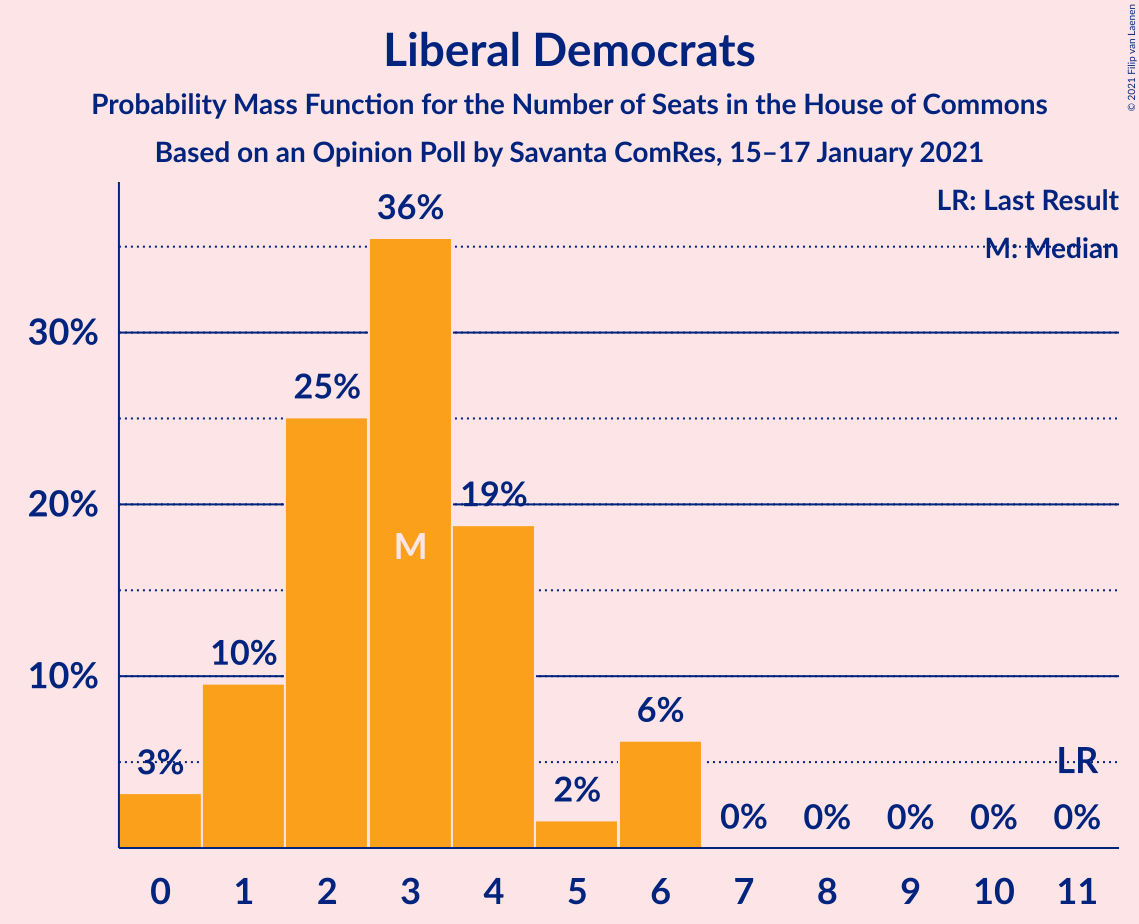 © 2021 Filip van Laenen
Liberal Democrats
Probability Mass Function for the Number of Seats in the House of Commons
Based on an Opinion Poll by Savanta ComRes, 15–17 January 2021
LR: Last Result
M: Median
36%
30%
25%
20%
19%
M
10%
10%
6%
3%
LR
2%
0% 0% 0% 0% 0%
0 1 2 3 4 5 6 7 8 9 10 11